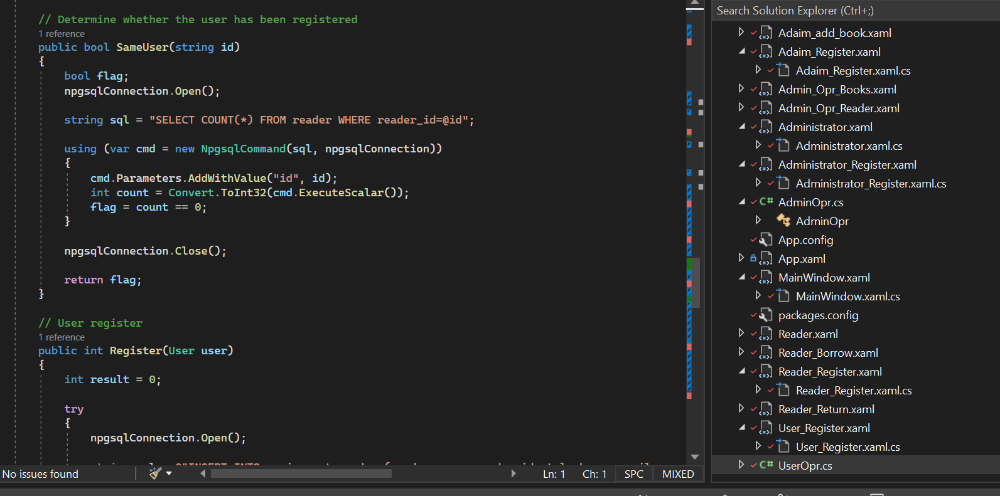 // Determine whether the user has been registered
1 reference
public bool SameUser(string id)
{
bool flag;
npgsqlConnection.Open();
string sql = "SELECT COUNT(*) FROM reader WHERE reader_id=@id";
using (var cmd = new NpgsqlCommand(sql, npgsqlConnection))
{
cmd.Parameters.AddWithValue("id", id);
int count = Convert.ToInt32(cmd.ExecuteScalar());
flag = count == 0;
}
npgsqlConnection.Close();
return flag;
}
// User register
1 reference
public int Register(User user)
{
int result = 0;
try
{
npgsqlConnection.Open();
No issues found
Ln: 1
Ch: 1
SPC
MIXED
Search Solution Explorer (Ctrl+;)
Adaim_add_book.xaml
Adaim_Register.xaml
Adaim_Register.xaml.cs
Admin_Opr_Books.xaml
Admin_Opr_Reader.xaml
Administrator.xaml
Administrator.xaml.cs
Administrator_Register.xaml
Administrator_Register.xaml.cs
C# AdminOpr.cs
AdminOpr
App.config
App.xaml
MainWindow.xaml
MainWindow.xaml.cs
packages.config
Reader.xaml
Reader_Borrow.xaml
Reader_Register.xaml
Reader_Register.xaml.cs
Reader_Return.xaml
User_Register.xaml
User_Register.xaml.cs
C# UserOpr.cs